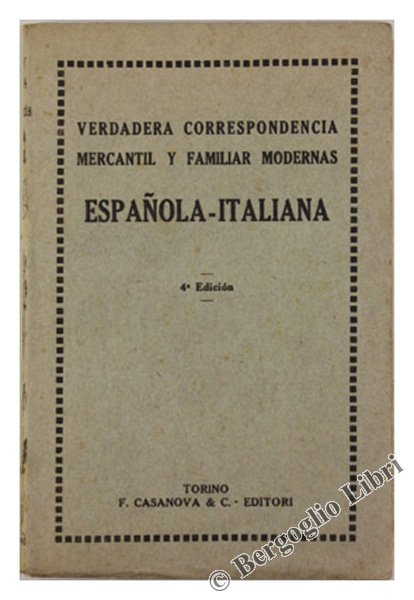 VERDADERA CORRESPONDENCIA
MERCANTIL Y FAMILIAR MODERNAS
ESPAÑOLA-ITALIANA
4ª Edición
TORINO
F. CASANOVA & C. - EDITORI
© Bergoglio Libri